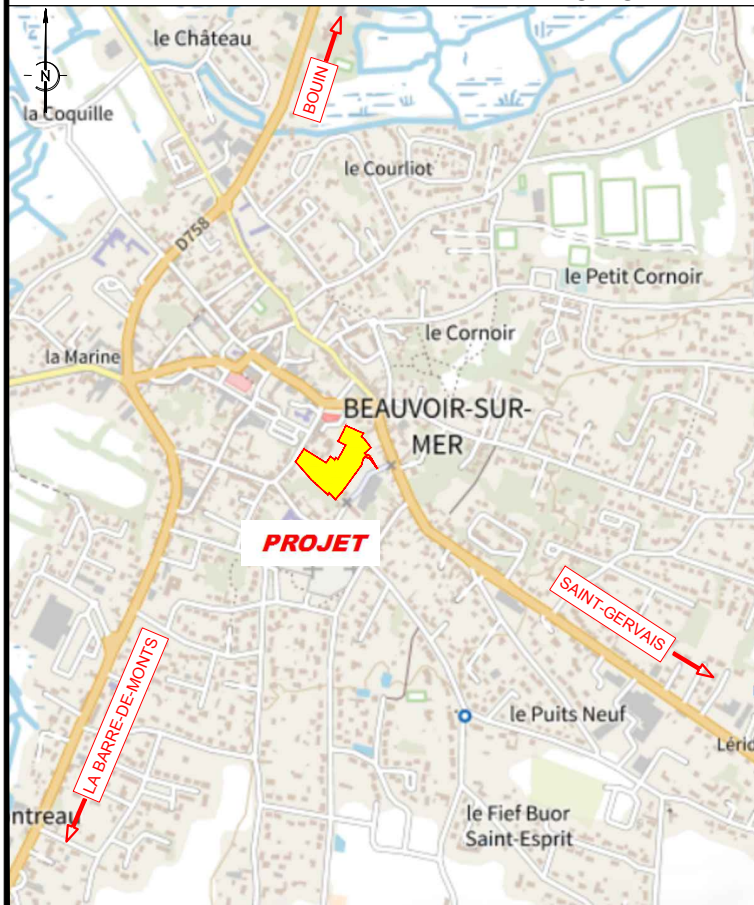 le Château
N
BOUIN
la Coquille
le Courliot
D758
le Petit Cornoir
le Cornoir
la Marine
BEAUVOIR-SUR-
MER
PROJET
SAINT-GERVAIS
LA BARRE-DE-MONTS
le Puits Neuf
Lérid
le Fief Buor
Saint-Esprit
ntreau